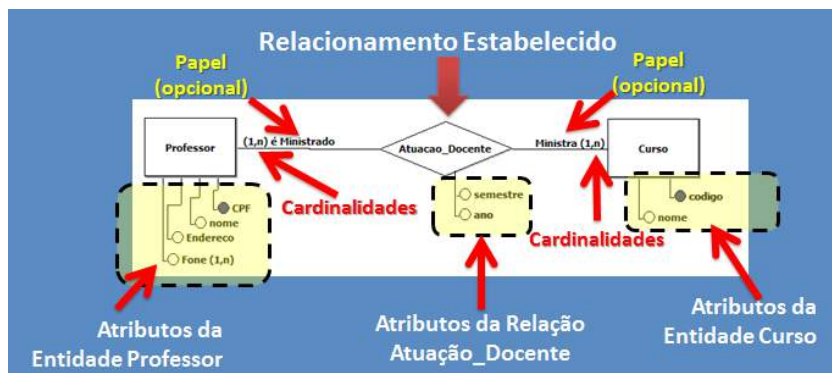 Relacionamento Estabelecido
Papel
(opcional)
Papel
(opcional)
Professor
(1,n) é Ministrado
Atuacao_Docente
Ministra (1,n)
Curso
CPF
nome
Endereco
Fone (1,n)
Cardinalidades
semestre
ano
Cardinalidades
codigo
nome
Atributos da
Entidade Professor
Atributos da Relação
Atuação_Docente
Atributos da
Entidade Curso